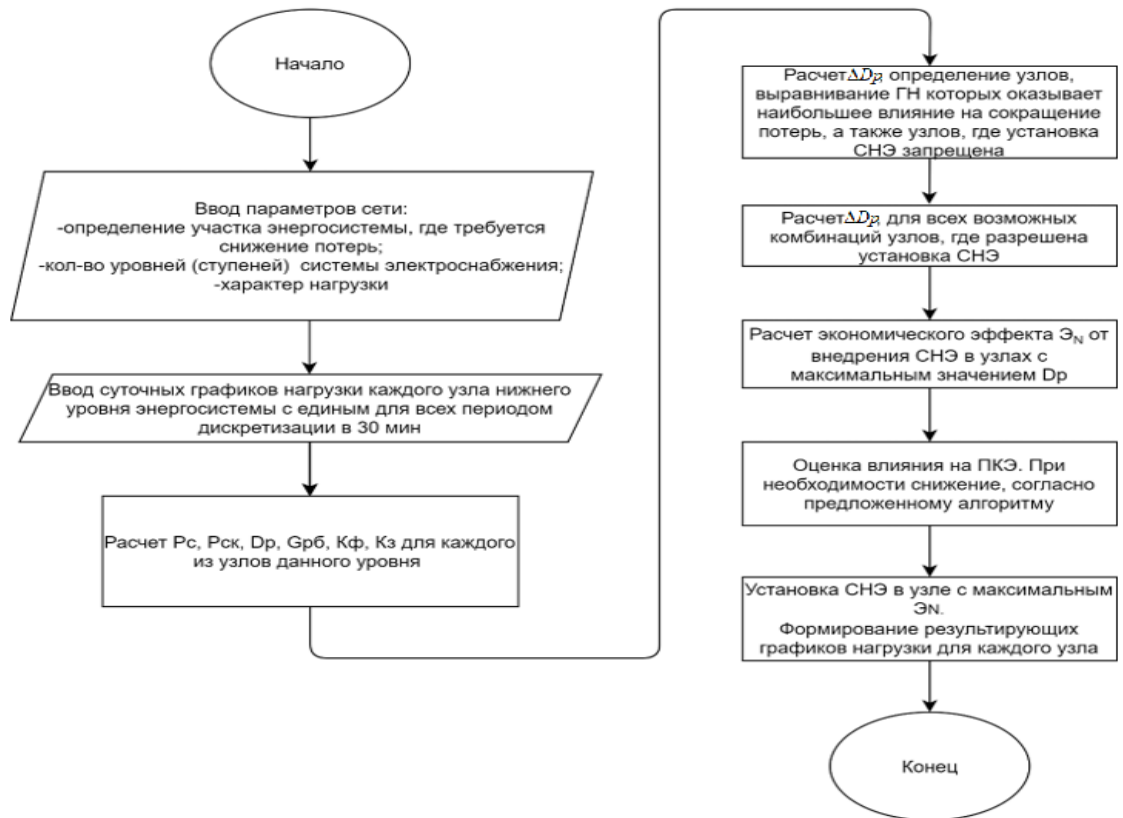 Начало
Ввод параметров сети:
-определение участка энергосистемы, где требуется
снижение потерь;
-кол-во уровней (ступеней) системы электроснабжения;
-характер нагрузки
Ввод суточных графиков нагрузки каждого узла нижнего
уровня энергосистемы с единым для всех периодом
дискретизации в 30 мин
Расчет Рс, Рск, Dp, Gрб, Кф, Кз для каждого
из узлов данного уровня
Расчет ΔDp, определение узлов,
выравнивание ГН которых оказывает
наибольшее влияние на сокращение
потерь, а также узлов, где установка
СНЭ запрещена
Расчет ΔDp, для всех возможных
комбинаций узлов, где разрешена
установка СНЭ
Расчет экономического эффекта ЭN от
внедрения СНЭ в узлах с
максимальным значением Dp
Оценка влияния на ПКЭ. При
необходимости снижение, согласно
предложенному алгоритму
Установка СНЭ в узле с максимальным
ЭN.
Формирование результирующих
графиков нагрузки для каждого узла
Конец